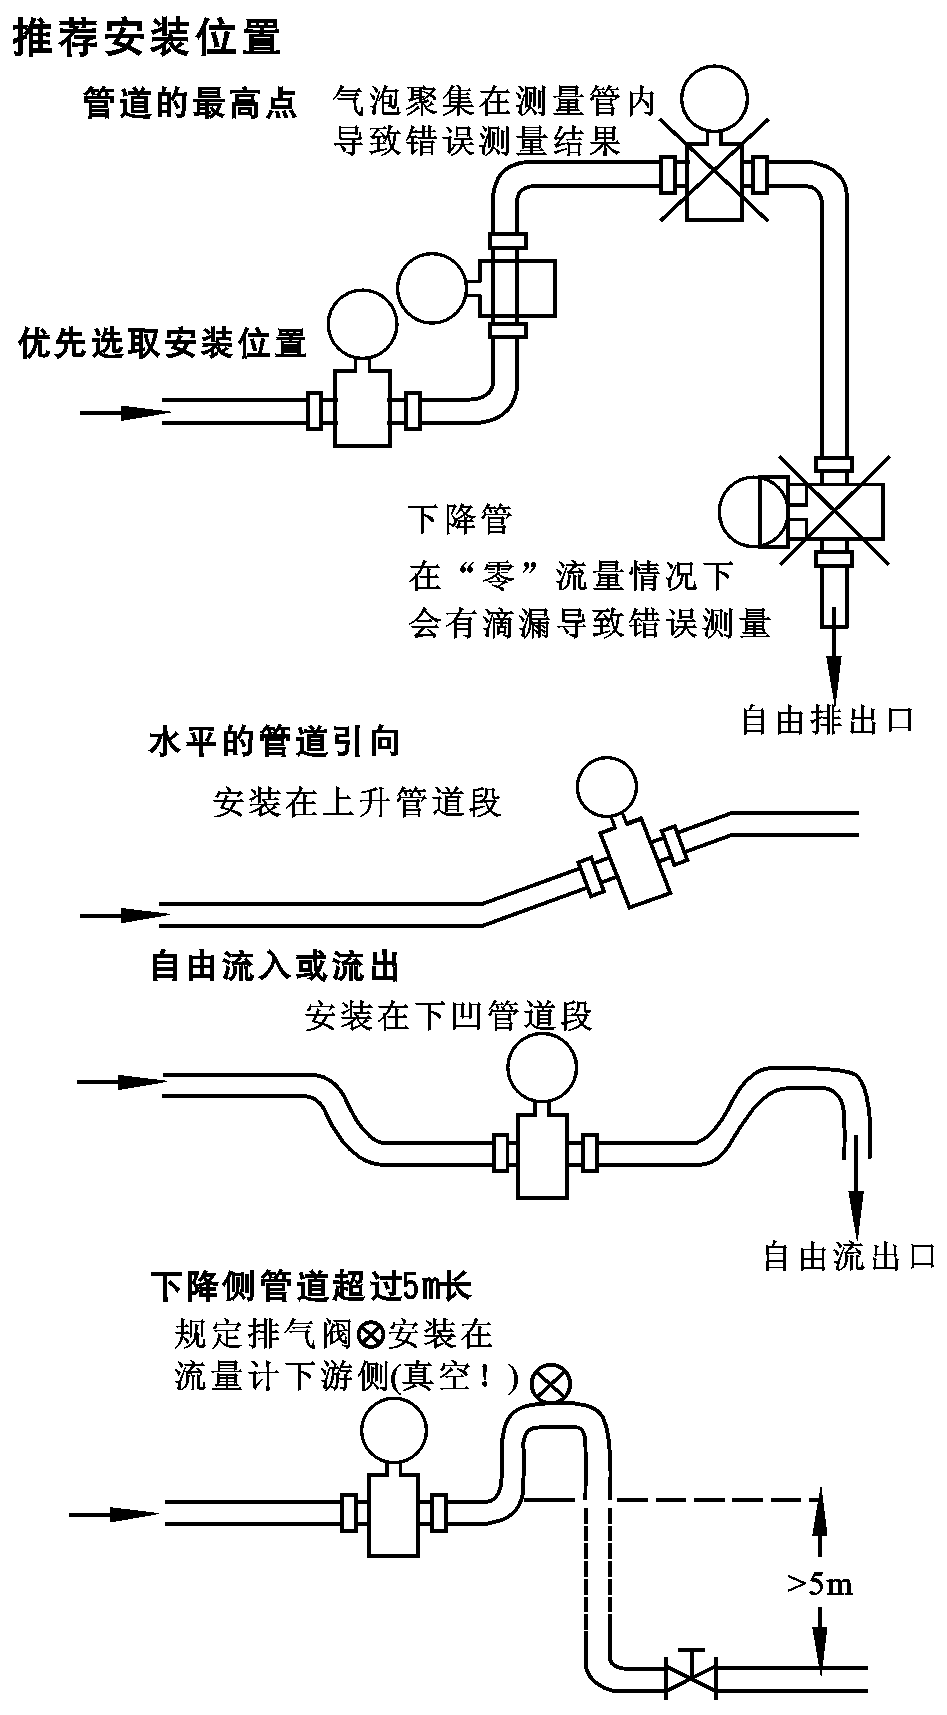 推荐安装位置
管道的最高点
气泡聚集在测量管内
导致错误测量结果
优先选取安装位置
下降管
在“零”流量情况下
会有滴漏导致错误测量
自由排出口
水平的管道引向
安装在上升管道段
自由流入或流出
安装在下凹管道段
自由流出口
下降侧管道超过5m长
规定排气阀⊗安装在
流量计下游侧(真空！)
>5m